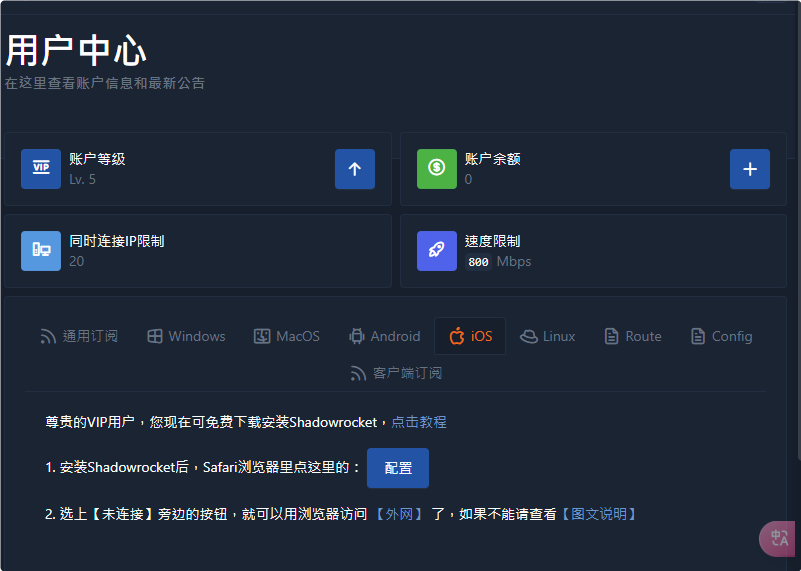 用户中心
在这里查看账户信息和最新公告
VIP
账户等级
Lv. 5
账户余额
0
同时连接IP限制
20
速度限制
800 Mbps
通用订阅 Windows MacOS Android iOS Linux Route Config
客户端订阅
尊贵的VIP用户，您现在可免费下载安装Shadowrocket，点击教程
1. 安装Shadowrocket后，Safari浏览器里点这里的： 配置
2. 选上【未连接】旁边的按钮，就可以用浏览器访问【外网】了，如果不能请查看【图文说明】
中A